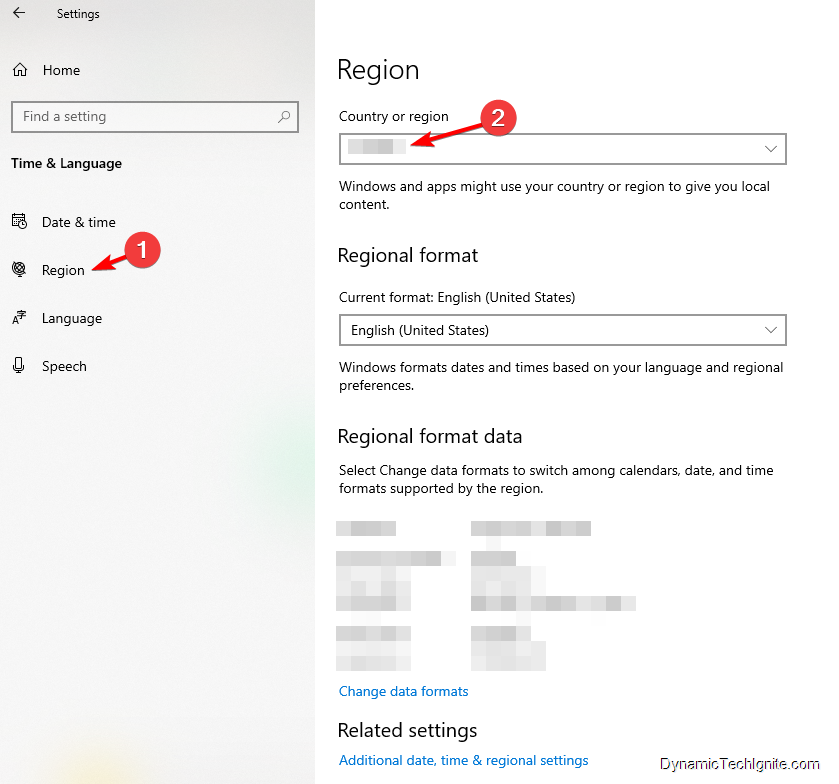 Settings
Home
Find a setting
Time & Language
Date & time
1
Region
Language
Speech
Region
Country or region
2
Windows and apps might use your country or region to give you local
content.
Regional format
Current format: English (United States)
English (United States)
Windows formats dates and times based on your language and regional
preferences.
Regional format data
Select Change data formats to switch among calendars, date, and time
formats supported by the region.
Change data formats
Related settings
Additional date, time & regional settings
DynamicTechIgnite.com